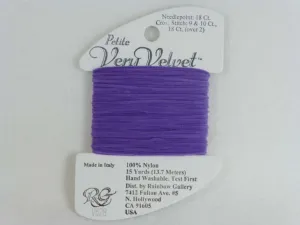 Needlepoint: 18 Ct.
Cross Stitch: 9 & 10 Ct.,
18 Ct. (over 2)
Petite
Very Velvet™
Made in Italy
100% Nylon
15 Yards (13.7 Meters)
Hand Washable. Test First
Dist. by Rainbow Gallery
7412 Fulton Ave. #5
N. Hollywood
CA 91605
USA
RG